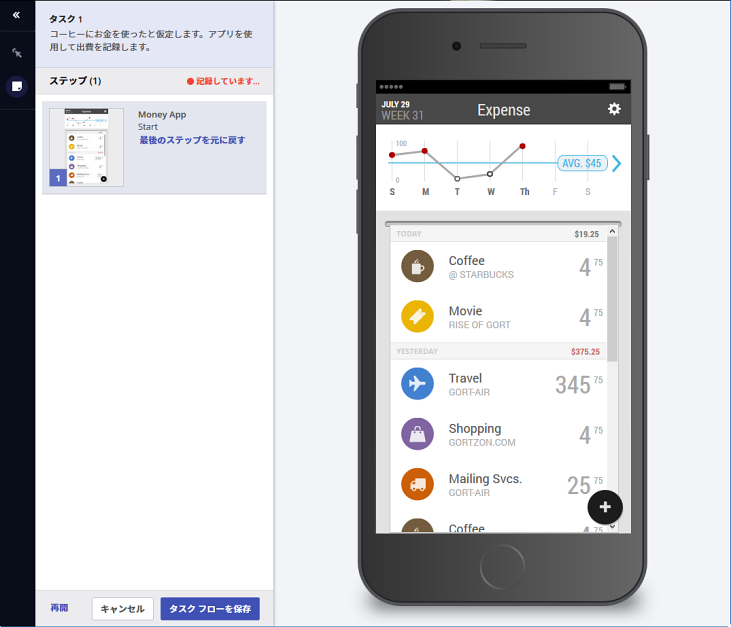 «
タスク 1
コーヒーにお金を使ったと仮定します。アプリを使
用して出費を記録します。
ステップ (1)
記録しています...
Money App
Start
最後のステップを元に戻す
1
再開
キャンセル
タスク フローを保存
JULY 29
WEEK 31
Expense
100
0
AVG. $45
S M T W Th F S
TODAY $19.25
Coffee
@ STARBUCKS
4 75
Movie
RISE OF GORT
4 75
YESTERDAY $375.25
Travel
GORT-AIR
345 75
Shopping
GORTZON.COM
4 75
Mailing Svcs.
GORT-AIR
25 75
+
Coffee
75